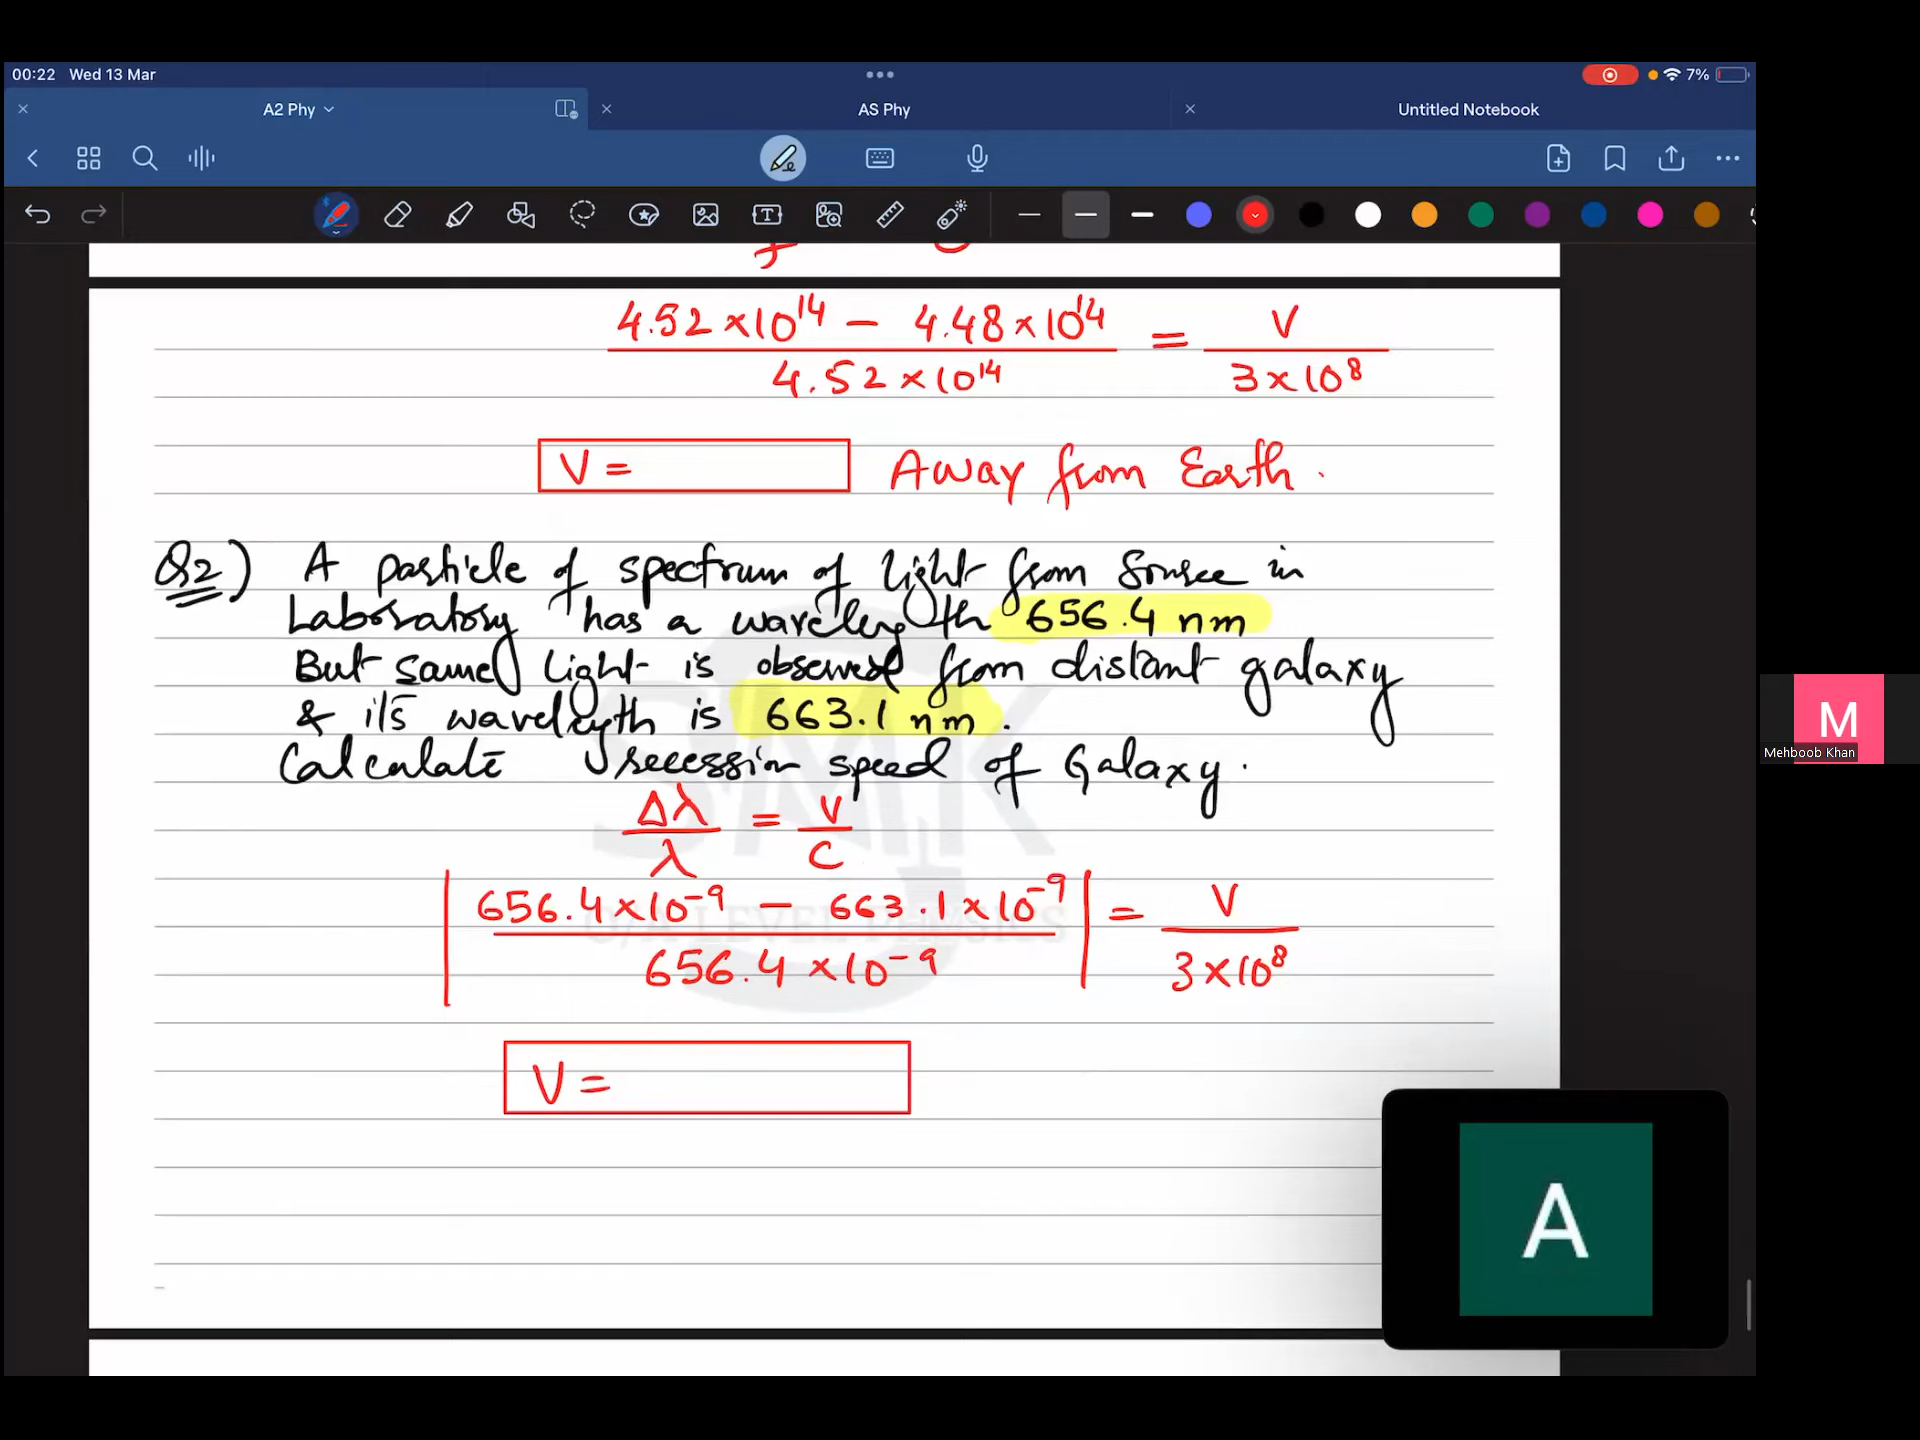 00:22 Wed 13 Mar
7%
A2 Phy
AS Phy
Untitled Notebook
4.52 × 10¹⁴ − 4.48 × 10¹⁴ = V
4.52 × 10¹⁴ 3 × 10⁸
V = Away from Earth.
Q2) A particle of spectrum of light from source in
Laboratory has a wavelength 656.4 nm
But same light is observed from distant galaxy
& its wavelength is 663.1 nm.
Calculate recession speed of Galaxy.
Δλ = V
λ C
| 656.4 × 10⁻⁹ − 663.1 × 10⁻⁹ | = V
656.4 × 10⁻⁹ 3 × 10⁸
V =
SMK
O/A LEVEL PHYSICS
M
Mehboob Khan
A